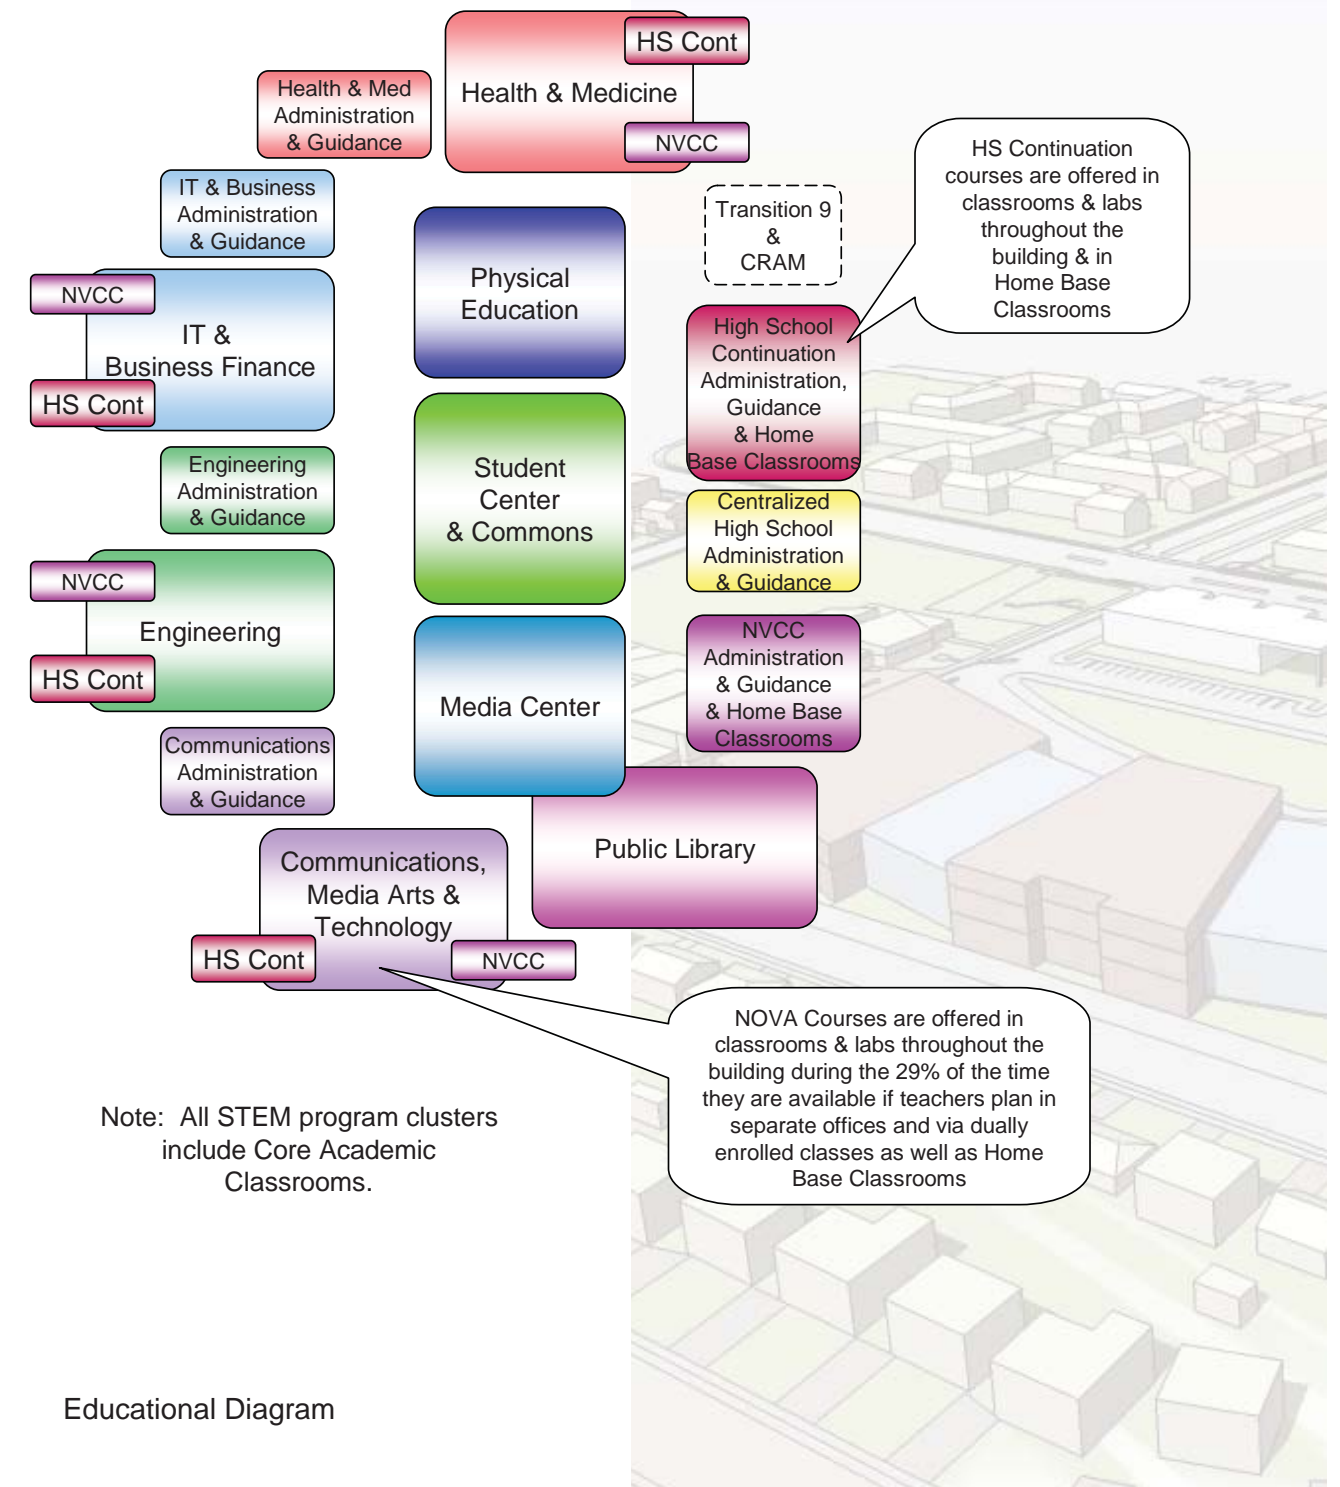 HS Cont
Health & Medicine
NVCC
Health & Med
Administration
& Guidance
IT & Business
Administration
& Guidance
NVCC
IT &
Business Finance
HS Cont
Engineering
Administration
& Guidance
NVCC
Engineering
HS Cont
Communications
Administration
& Guidance
Communications,
Media Arts &
Technology
HS Cont
NVCC
Physical
Education
Student
Center
& Commons
Media Center
Public Library
Transition 9
&
CRAM
High School
Continuation
Administration,
Guidance
& Home
Base Classrooms
Centralized
High School
Administration
& Guidance
NVCC
Administration
& Guidance
& Home Base
Classrooms
HS Continuation
courses are offered in
classrooms & labs
throughout the
building & in
Home Base
Classrooms
NOVA Courses are offered in
classrooms & labs throughout the
building during the 29% of the time
they are available if teachers plan in
separate offices and via dually
enrolled classes as well as Home
Base Classrooms
Note: All STEM program clusters
include Core Academic
Classrooms.
Educational Diagram